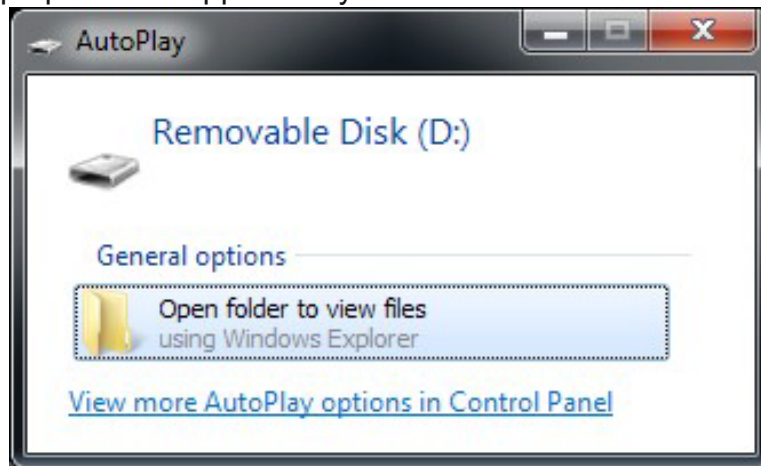 AutoPlay
Removable Disk (D:)
General options
Open folder to view files
using Windows Explorer
View more AutoPlay options in Control Panel